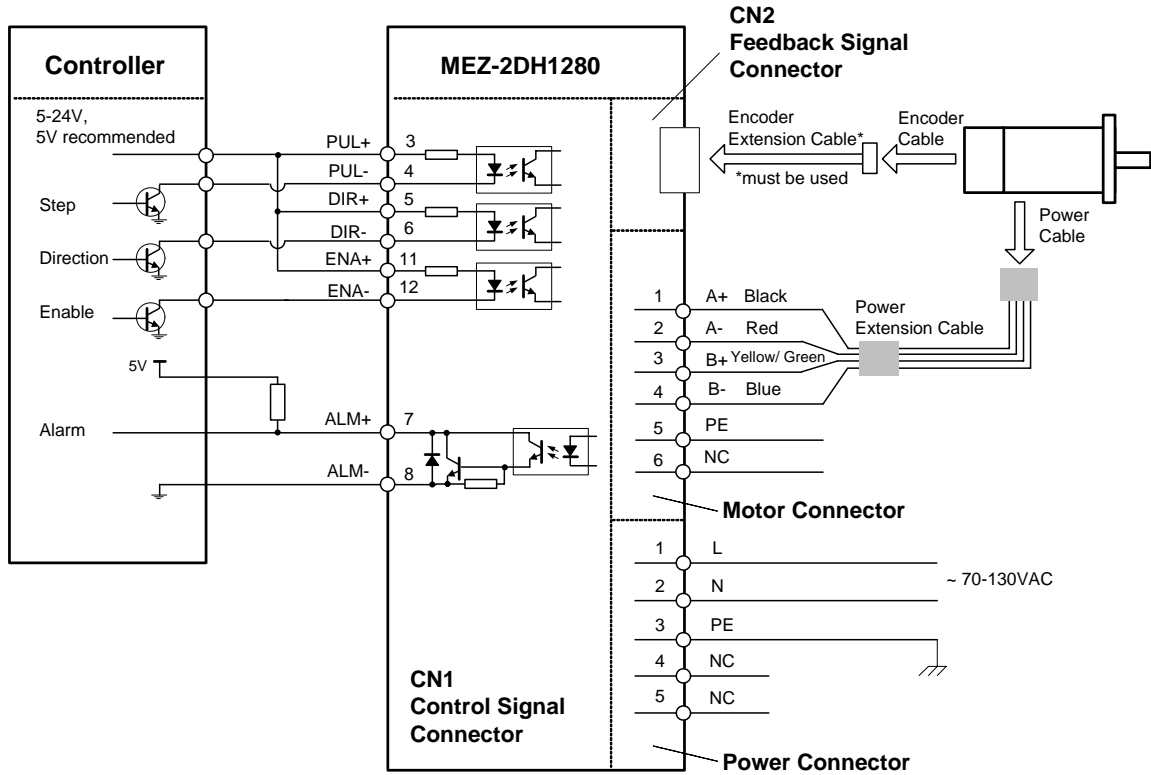 CN2
Feedback Signal
Connector
Controller
MEZ-2DH1280
5-24V,
5V recommended
Step
Direction
Enable
5V
Alarm
PUL+ 3
PUL- 4
DIR+ 5
DIR- 6
ENA+ 11
ENA- 12
ALM+ 7
ALM- 8
Encoder
Extension Cable*
*must be used
Encoder
Cable
Power
Cable
1 A+ Black
2 A- Red
3 B+ Yellow/ Green
4 B- Blue
5 PE
6 NC
Power
Extension Cable
Motor Connector
1 L
2 N
~ 70-130VAC
3 PE
4 NC
5 NC
CN1
Control Signal
Connector
Power Connector